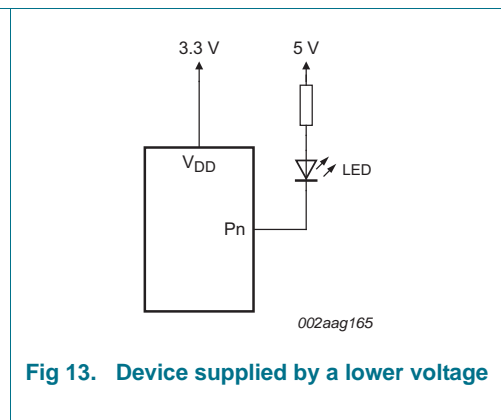 3.3 V 5 V
VDD
LED
Pn
002aag165
Fig 13. Device supplied by a lower voltage